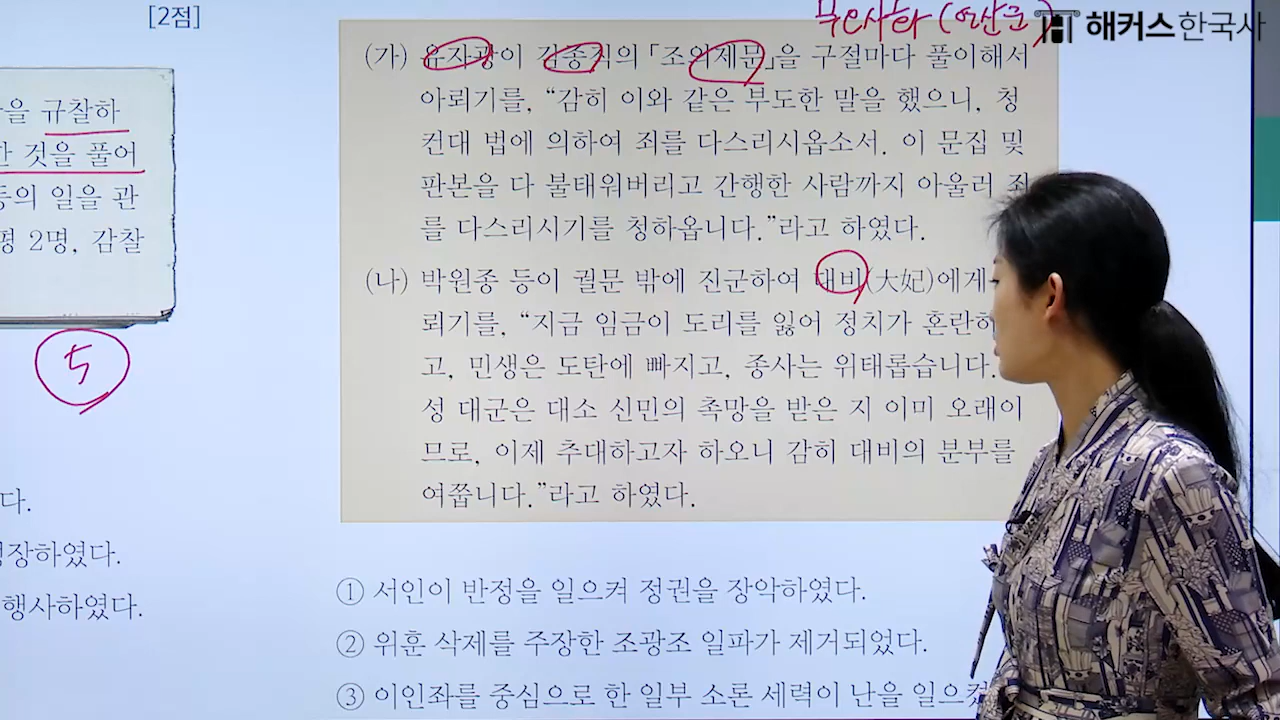 [2점]
무오사화 (연산군)
해커스한국사
(가) 유자광이 김종직의 「조의제문」을 구절마다 풀이해서
아뢰기를, “감히 이와 같은 부도한 말을 했으니, 청
컨대 법에 의하여 죄를 다스리시옵소서. 이 문집 및
판본을 다 불태워버리고 간행한 사람까지 아울러 죄
를 다스리시기를 청하옵니다.”라고 하였다.
(나) 박원종 등이 궐문 밖에 진군하여 대비(大妃)에게
뢰기를, “지금 임금이 도리를 잃어 정치가 혼란하
고, 민생은 도탄에 빠지고, 종사는 위태롭습니다.
성 대군은 대소 신민의 촉망을 받은 지 이미 오래이
므로, 이제 추대하고자 하오니 감히 대비의 분부를
여쭙니다.”라고 하였다.
① 서인이 반정을 일으켜 정권을 장악하였다.
② 위훈 삭제를 주장한 조광조 일파가 제거되었다.
③ 이인좌를 중심으로 한 일부 소론 세력이 난을 일으켰
을 규찰하
한 것을 풀어
등의 일을 관
평 2명, 감찰
5
다.
성장하였다.
행사하였다.